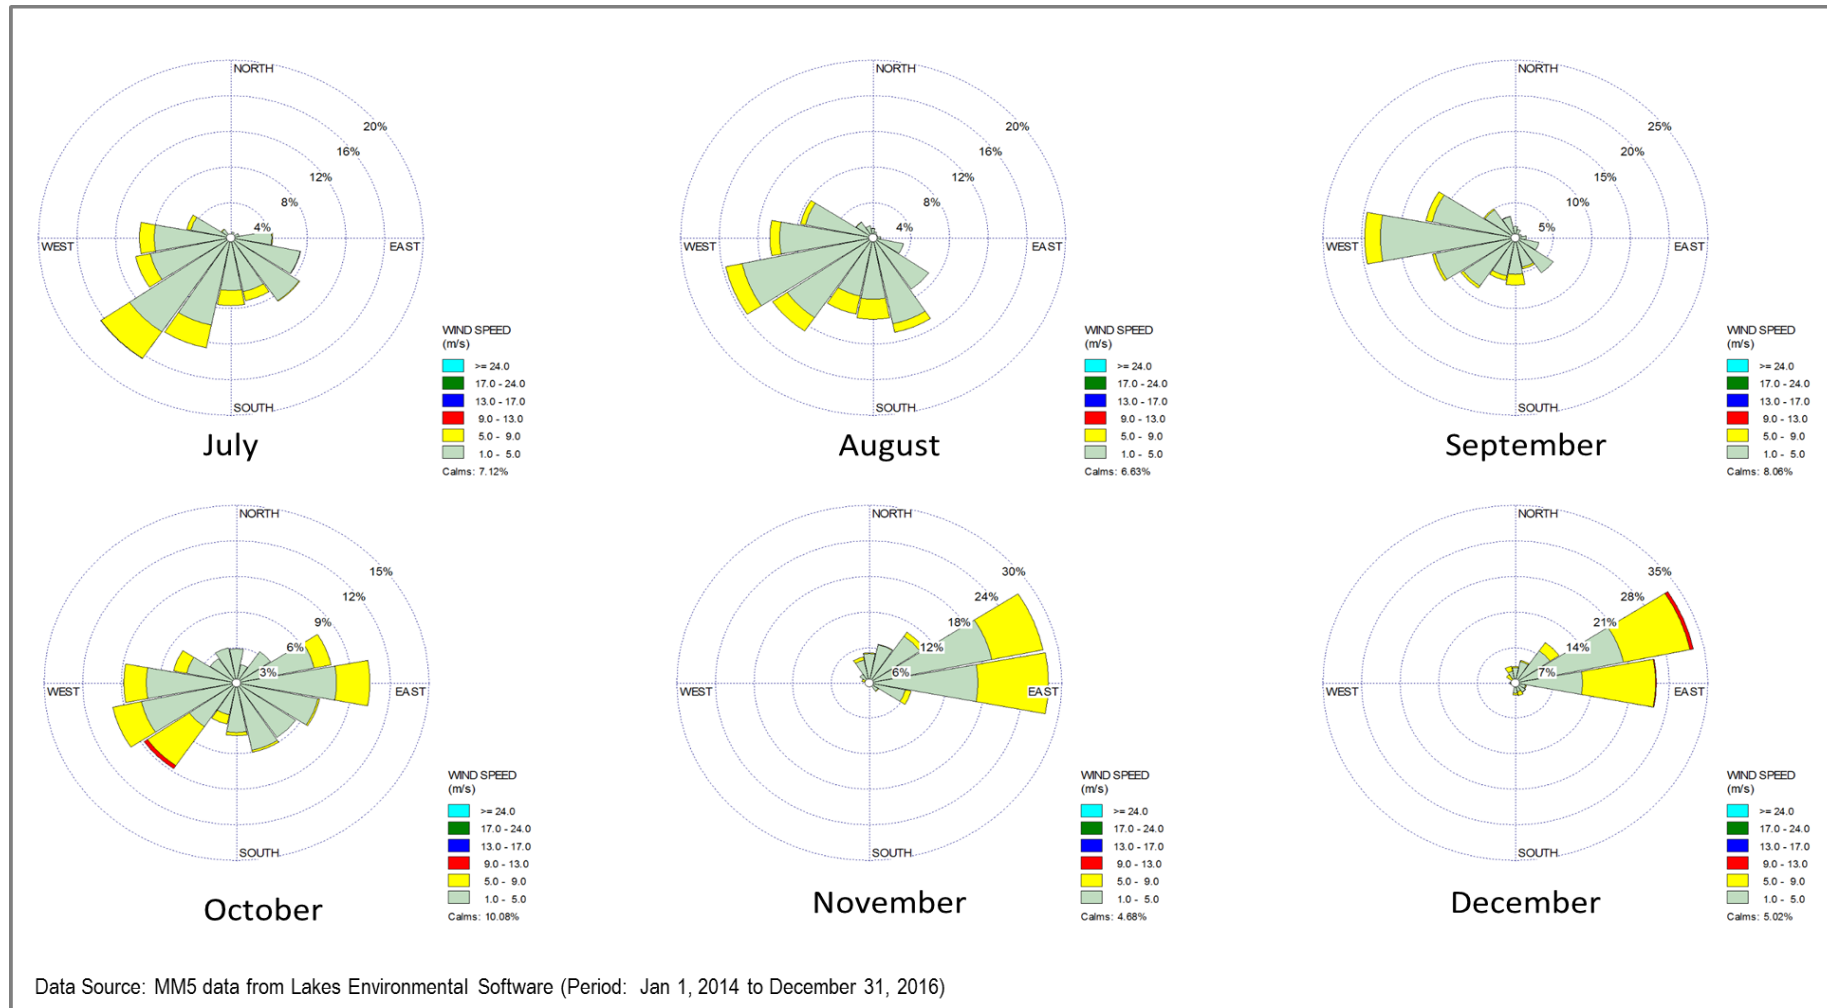 NORTH
20%
16%
12%
8%
4%
WEST
EAST
SOUTH
July
WIND SPEED
(m/s)
>= 24.0
17.0 - 24.0
13.0 - 17.0
9.0 - 13.0
5.0 - 9.0
1.0 - 5.0
Calms: 7.12%
NORTH
20%
16%
12%
8%
4%
WEST
EAST
SOUTH
August
WIND SPEED
(m/s)
>= 24.0
17.0 - 24.0
13.0 - 17.0
9.0 - 13.0
5.0 - 9.0
1.0 - 5.0
Calms: 6.63%
NORTH
25%
20%
15%
10%
5%
WEST
EAST
SOUTH
September
WIND SPEED
(m/s)
>= 24.0
17.0 - 24.0
13.0 - 17.0
9.0 - 13.0
5.0 - 9.0
1.0 - 5.0
Calms: 8.06%
NORTH
15%
12%
9%
6%
3%
WEST
EAST
SOUTH
October
WIND SPEED
(m/s)
>= 24.0
17.0 - 24.0
13.0 - 17.0
9.0 - 13.0
5.0 - 9.0
1.0 - 5.0
Calms: 10.08%
NORTH
30%
24%
18%
12%
6%
WEST
EAST
SOUTH
November
WIND SPEED
(m/s)
>= 24.0
17.0 - 24.0
13.0 - 17.0
9.0 - 13.0
5.0 - 9.0
1.0 - 5.0
Calms: 4.68%
NORTH
35%
28%
21%
14%
7%
WEST
EAST
SOUTH
December
WIND SPEED
(m/s)
>= 24.0
17.0 - 24.0
13.0 - 17.0
9.0 - 13.0
5.0 - 9.0
1.0 - 5.0
Calms: 5.02%
Data Source: MM5 data from Lakes Environmental Software (Period: Jan 1, 2014 to December 31, 2016)